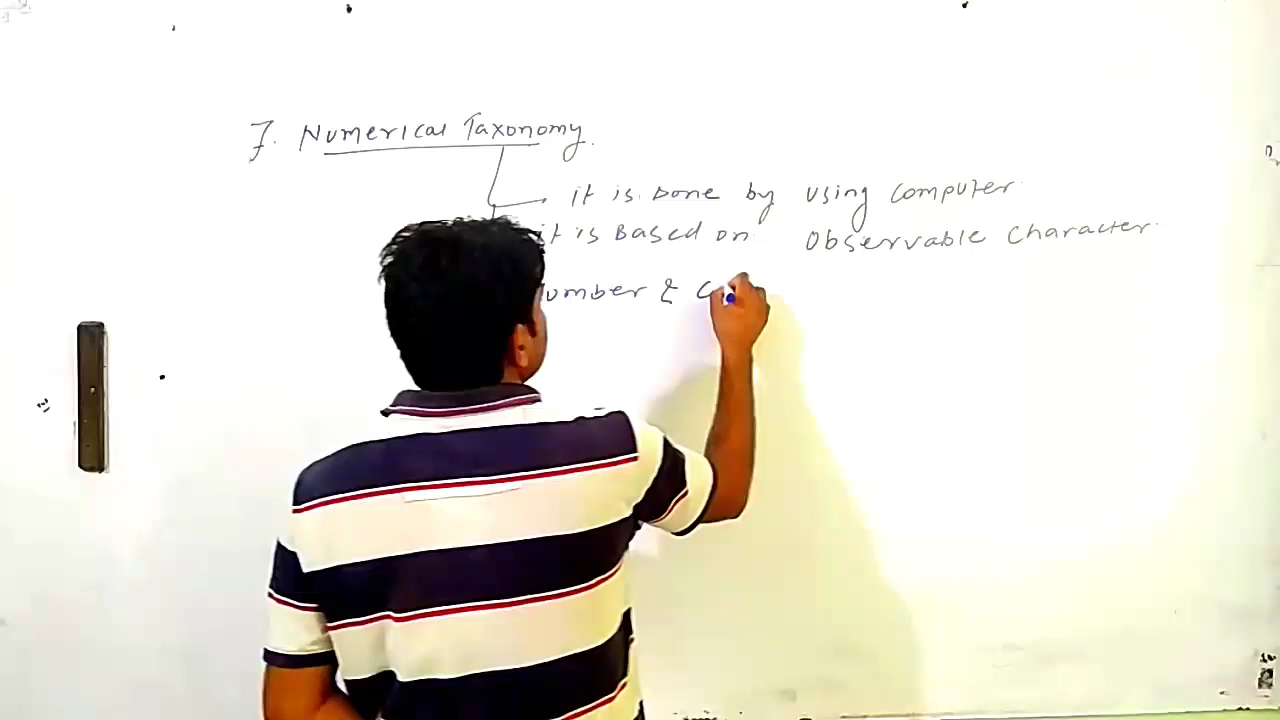 7. Numerical Taxonomy.
it is Done by using computer.
it is Based on Observable Character.
umber &